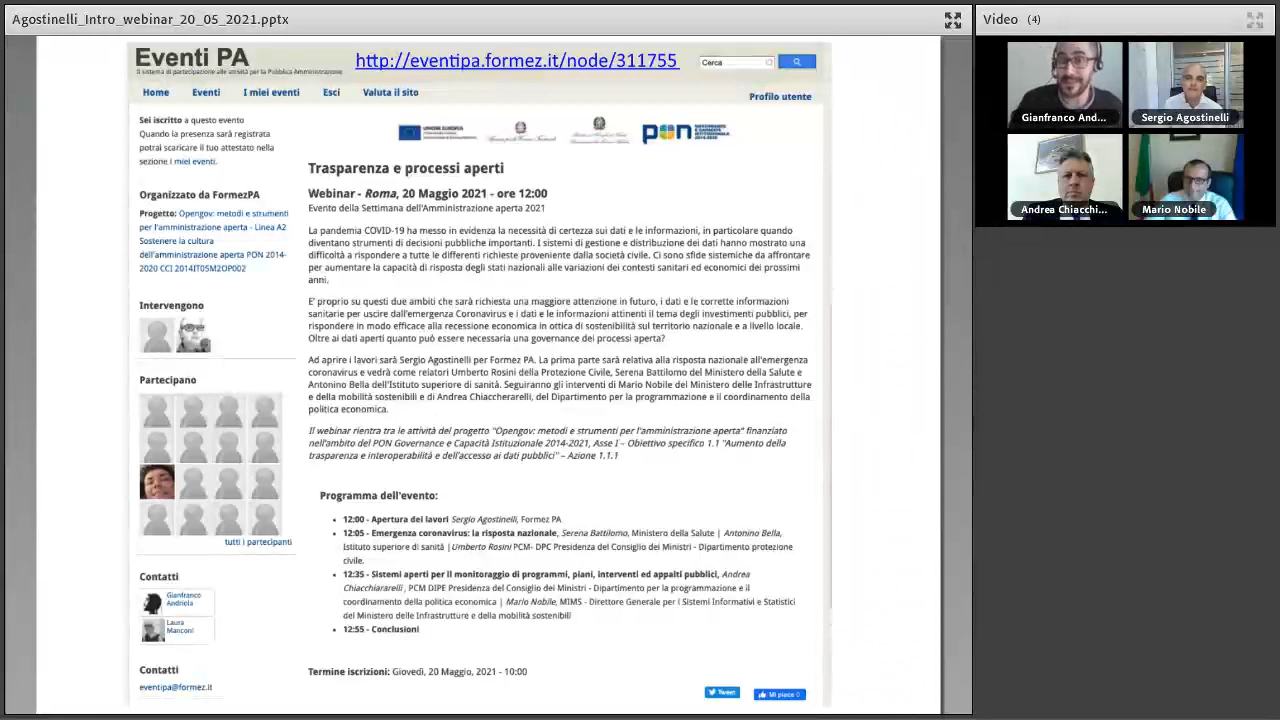 Agostinelli_Intro_webinar_20_05_2021.pptx
Eventi PA
Il sistema di partecipazione alle attività per la Pubblica Amministrazione
http://eventipa.formez.it/node/311755
Cerca
Home Eventi I miei eventi Esci Valuta il sito
Profilo utente
Sei iscritto a questo evento
Quando la presenza sarà registrata
potrai scaricare il tuo attestato nella
sezione i miei eventi.
Organizzato da FormezPA
Progetto: Opengov: metodi e strumenti
per l'amministrazione aperta - Linea A2
Sostenere la cultura
dell'amministrazione aperta PON 2014-
2020 CCI 2014IT05M2OP002
Intervengono
Partecipano
tutti i partecipanti
Contatti
Gianfranco
Andriola
Laura
Manconi
Contatti
eventipa@formez.it
UNIONE EUROPEA
pon
Trasparenza e processi aperti
Webinar - Roma, 20 Maggio 2021 - ore 12:00
Evento della Settimana dell'Amministrazione aperta 2021
La pandemia COVID-19 ha messo in evidenza la necessità di certezza sui dati e le informazioni, in particolare quando
diventano strumenti di decisioni pubbliche importanti. I sistemi di gestione e distribuzione dei dati hanno mostrato una
difficoltà a rispondere a tutte le differenti richieste proveniente dalla società civile. Ci sono sfide sistemiche da affrontare
per aumentare la capacità di risposta degli stati nazionali alle variazioni dei contesti sanitari ed economici dei prossimi
anni.
E' proprio su questi due ambiti che sarà richiesta una maggiore attenzione in futuro, i dati e le corrette informazioni
sanitarie per uscire dall'emergenza Coronavirus e i dati e le informazioni attinenti il tema degli investimenti pubblici, per
rispondere in modo efficace alla recessione economica in ottica di sostenibilità sul territorio nazionale e a livello locale.
Oltre ai dati aperti quanto può essere necessaria una governance dei processi aperta?
Ad aprire i lavori sarà Sergio Agostinelli per Formez PA. La prima parte sarà relativa alla risposta nazionale all'emergenza
coronavirus e vedrà come relatori Umberto Rosini della Protezione Civile, Serena Battilomo del Ministero della Salute e
Antonino Bella dell'Istituto superiore di sanità. Seguiranno gli interventi di Mario Nobile del Ministero delle Infrastrutture
e della mobilità sostenibili e di Andrea Chiaccherarelli, del Dipartimento per la programmazione e il coordinamento della
politica economica.
Il webinar rientra tra le attività del progetto "Opengov: metodi e strumenti per l'amministrazione aperta" finanziato
nell'ambito del PON Governance e Capacità Istituzionale 2014-2021, Asse I – Obiettivo specifico 1.1 "Aumento della
trasparenza e interoperabilità e dell'accesso ai dati pubblici" – Azione 1.1.1
Programma dell'evento:
• 12:00 - Apertura dei lavori Sergio Agostinelli, Formez PA
• 12:05 - Emergenza coronavirus: la risposta nazionale, Serena Battilomo, Ministero della Salute | Antonino Bella,
Istituto superiore di sanità |Umberto Rosini PCM- DPC Presidenza del Consiglio dei Ministri - Dipartimento protezione
civile.
• 12:35 - Sistemi aperti per il monitoraggio di programmi, piani, interventi ed appalti pubblici, Andrea
Chiacchiararelli , PCM DIPE Presidenza del Consiglio dei Ministri - Dipartimento per la programmazione e il
coordinamento della politica economica | Mario Nobile, MIMS - Direttore Generale per i Sistemi Informativi e Statistici
del Ministero delle Infrastrutture e della mobilità sostenibili
• 12:55 - Conclusioni
Termine iscrizioni: Giovedì, 20 Maggio, 2021 - 10:00
Tweet
Mi piace 0
Video (4)
Gianfranco And...
Sergio Agostinelli
Andrea Chiacchi...
Mario Nobile